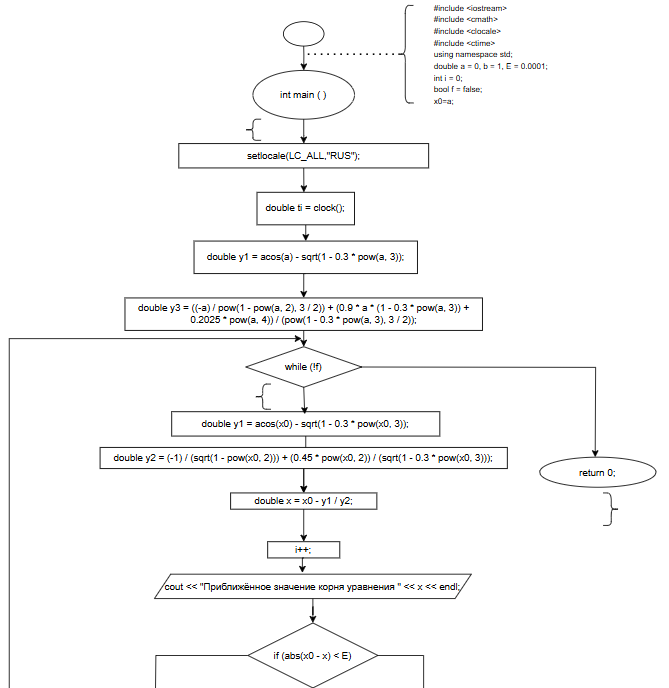 #include <iostream>
#include <cmath>
#include <clocale>
#include <ctime>
using namespace std;
double a = 0, b = 1, E = 0.0001;
int i = 0;
bool f = false;
x0=a;
int main ( )
setlocale(LC_ALL,"RUS");
double ti = clock();
double y1 = acos(a) - sqrt(1 - 0.3 * pow(a, 3));
double y3 = ((-a) / pow(1 - pow(a, 2), 3 / 2)) + (0.9 * a * (1 - 0.3 * pow(a, 3)) +
0.2025 * pow(a, 4)) / (pow(1 - 0.3 * pow(a, 3), 3 / 2));
while (!f)
double y1 = acos(x0) - sqrt(1 - 0.3 * pow(x0, 3));
double y2 = (-1) / (sqrt(1 - pow(x0, 2))) + (0.45 * pow(x0, 2)) / (sqrt(1 - 0.3 * pow(x0, 3)));
return 0;
double x = x0 - y1 / y2;
i++;
cout << "Приближённое значение корня уравнения " << x << endl;
if (abs(x0 - x) < E)